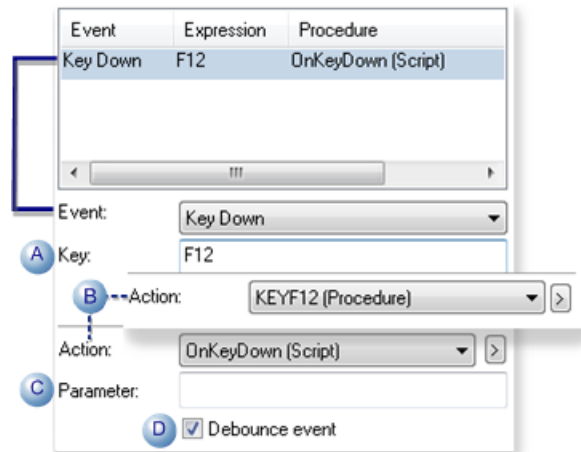 Event Expression Procedure
Key Down F12 OnKeyDown (Script)
Event: Key Down
A Key: F12
B Action: KEYF12 (Procedure) >
Action: OnKeyDown (Script) >
C Parameter:
D Debounce event